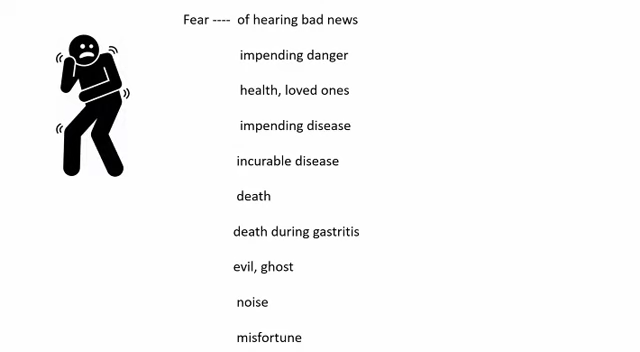 Fear ---- of hearing bad news
impending danger
health, loved ones
impending disease
incurable disease
death
death during gastritis
evil, ghost
noise
misfortune